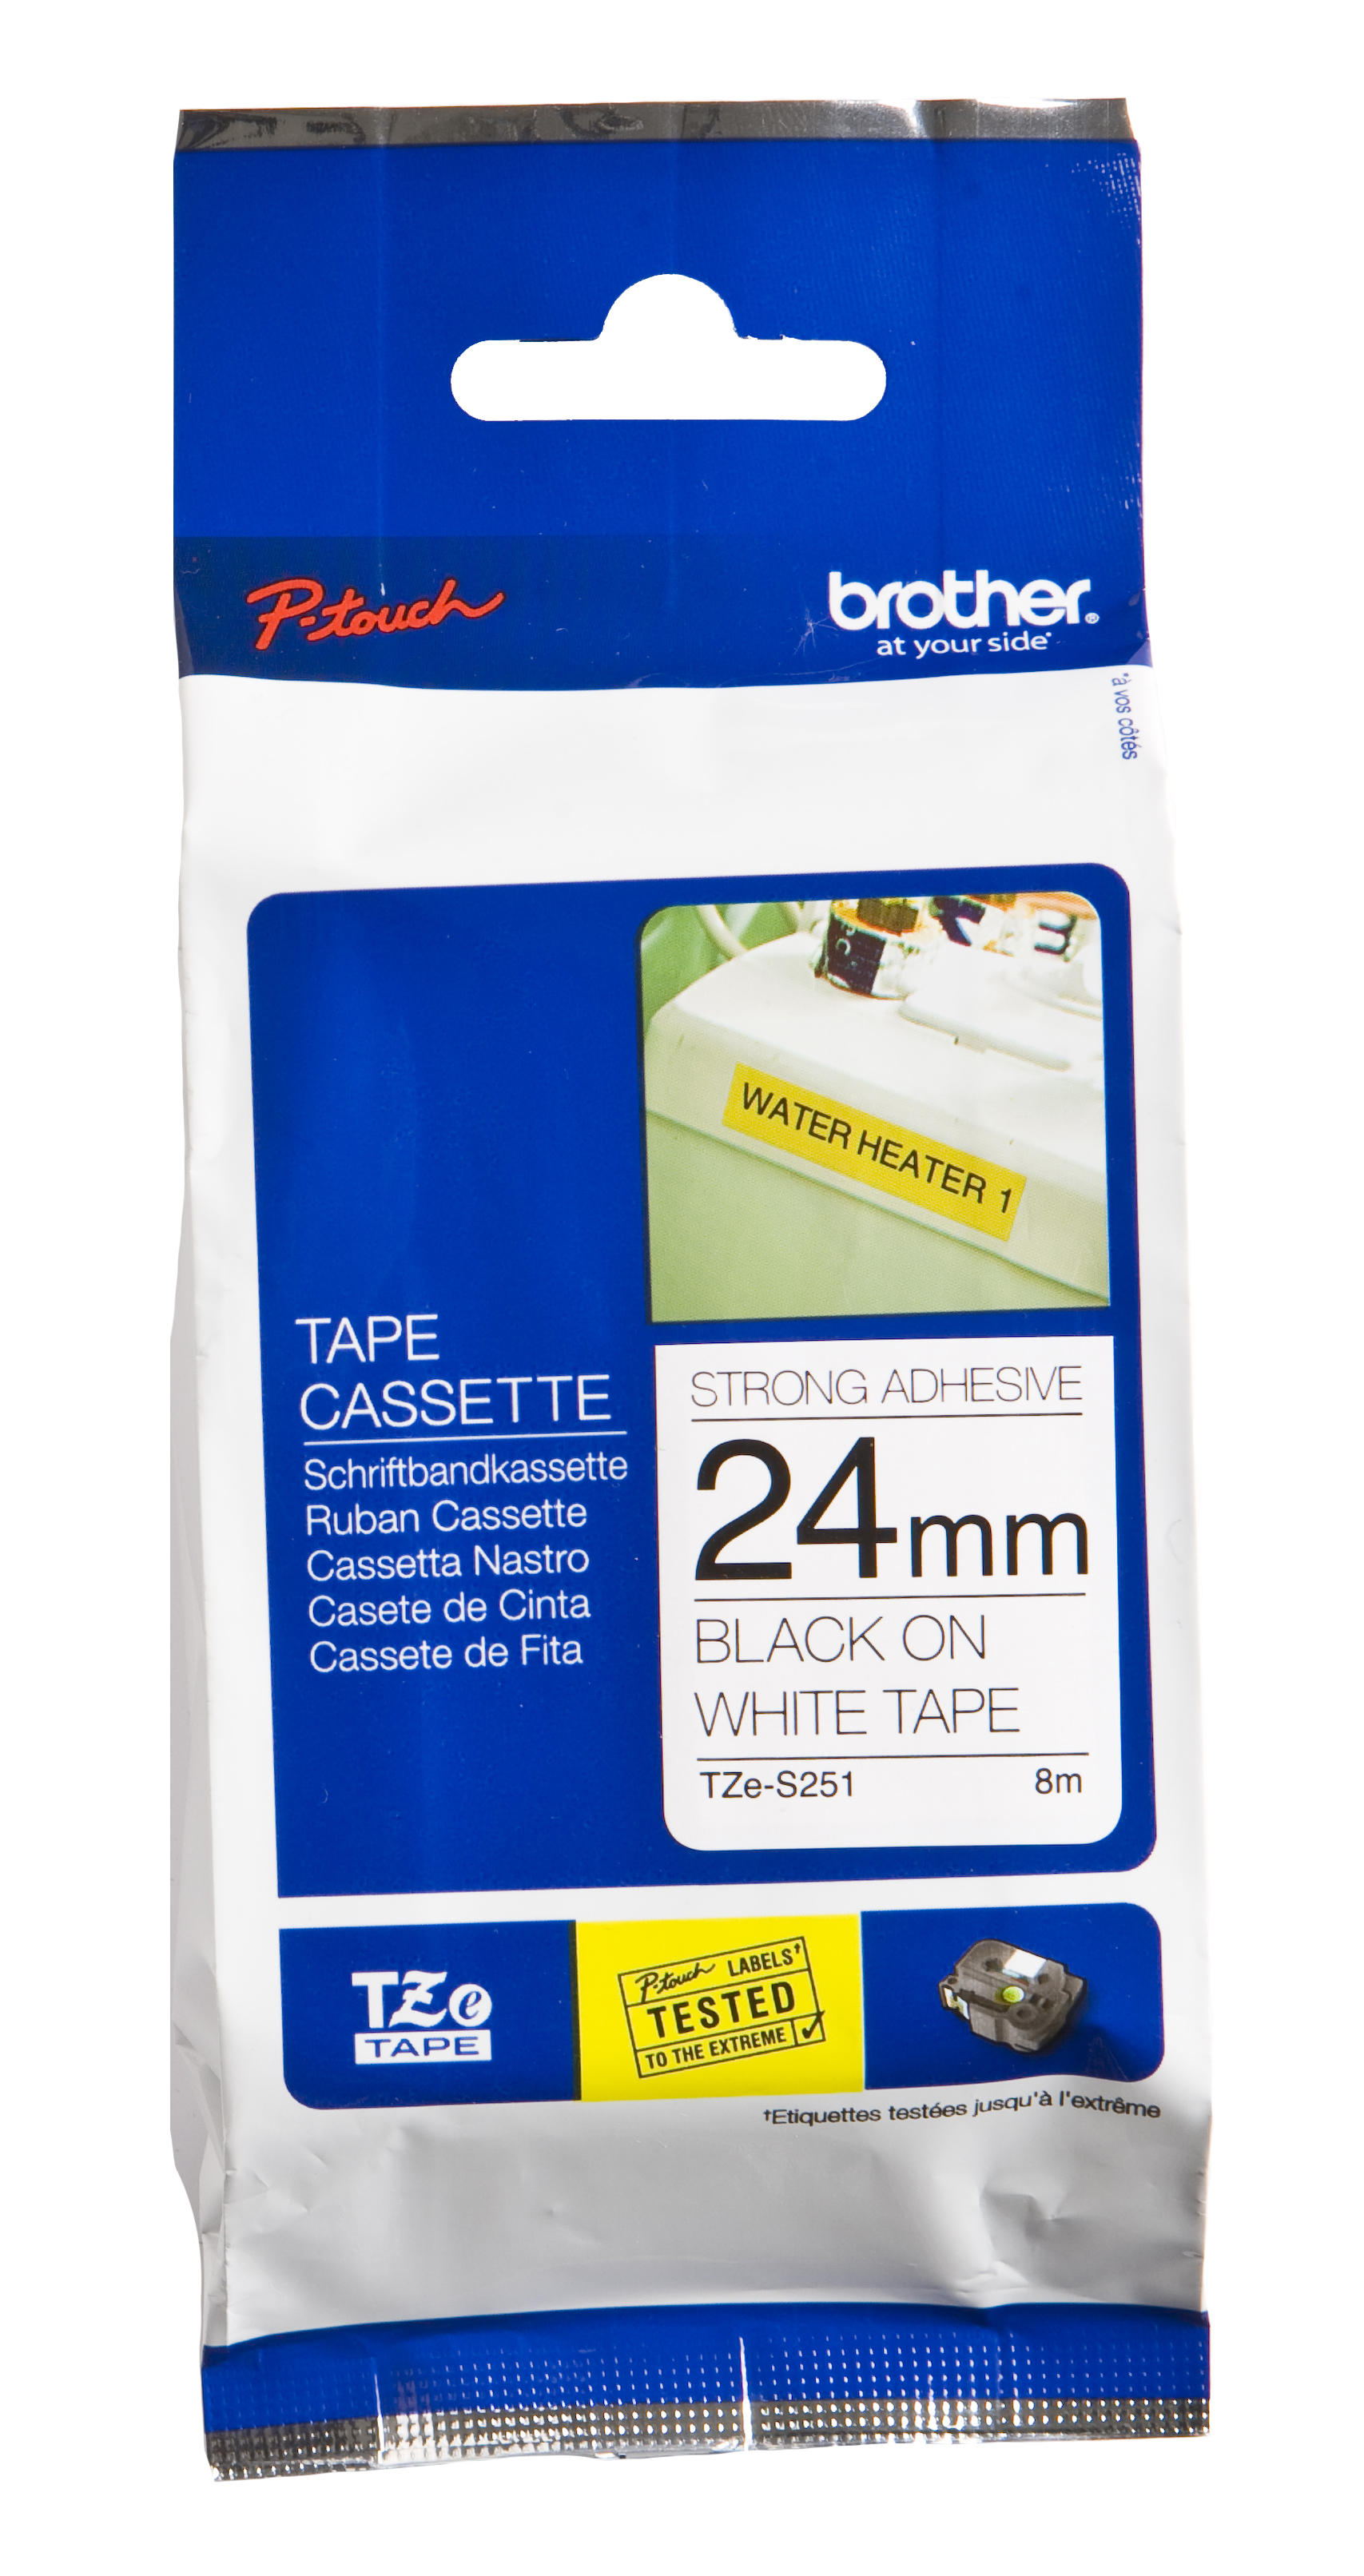 P-touch
brother®
at your side*
*à vos côtés
WATER HEATER 1
TAPE
CASSETTE
Schriftbandkassette
Ruban Cassette
Cassetta Nastro
Casete de Cinta
Cassete de Fita
STRONG ADHESIVE
24mm
BLACK ON
WHITE TAPE
TZe-S251 8m
TZe
TAPE
P-touch LABELS†
TESTED
TO THE EXTREME
†Etiquettes testées jusqu'à l'extrême